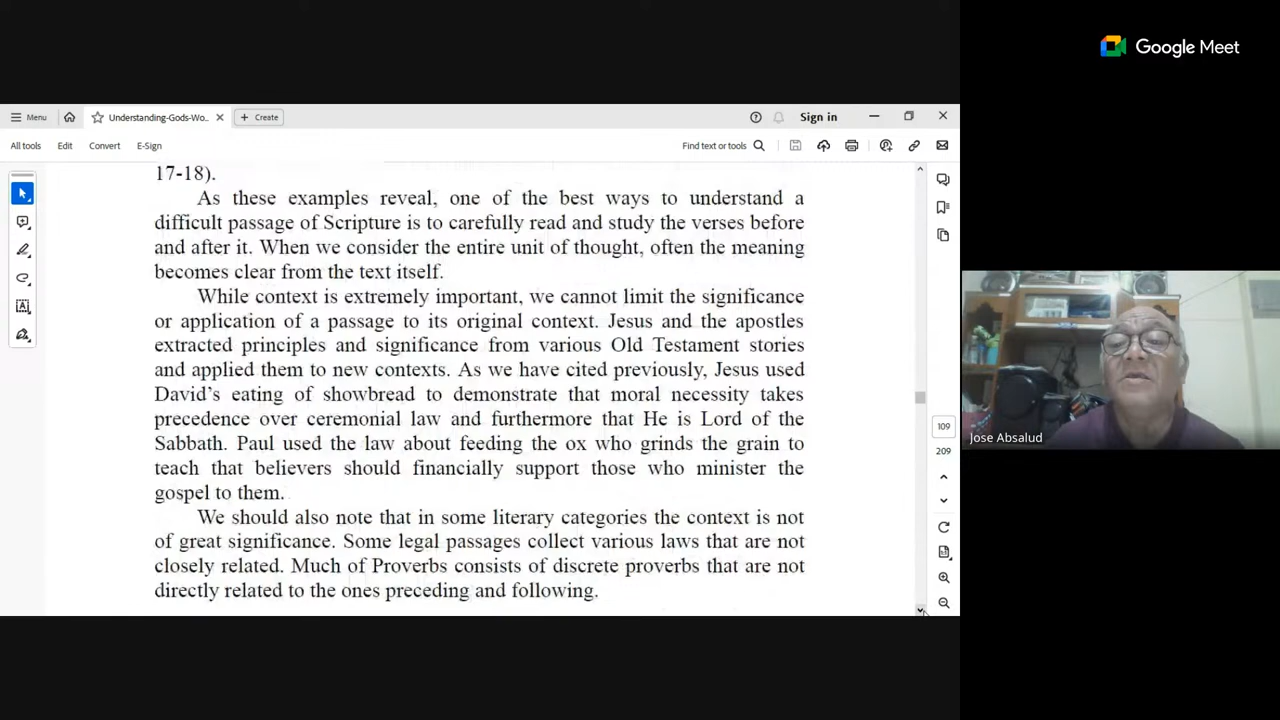 Google Meet
Menu
Understanding-Gods-Wo...
Create
Sign in
All tools
Edit
Convert
E-Sign
Find text or tools
17-18).
As these examples reveal, one of the best ways to understand a
difficult passage of Scripture is to carefully read and study the verses before
and after it. When we consider the entire unit of thought, often the meaning
becomes clear from the text itself.
While context is extremely important, we cannot limit the significance
or application of a passage to its original context. Jesus and the apostles
extracted principles and significance from various Old Testament stories
and applied them to new contexts. As we have cited previously, Jesus used
David’s eating of showbread to demonstrate that moral necessity takes
precedence over ceremonial law and furthermore that He is Lord of the
Sabbath. Paul used the law about feeding the ox who grinds the grain to
teach that believers should financially support those who minister the
gospel to them.
We should also note that in some literary categories the context is not
of great significance. Some legal passages collect various laws that are not
closely related. Much of Proverbs consists of discrete proverbs that are not
directly related to the ones preceding and following.
109
209
Jose Absalud